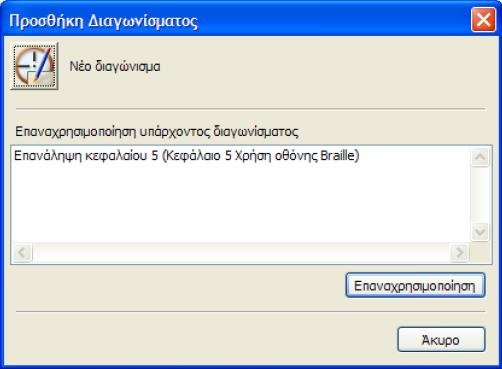 Προσθήκη Διαγωνίσματος
Νέο διαγώνισμα
Επαναχρησιμοποίηση υπάρχοντος διαγωνίσματος
Επανάληψη κεφαλαίου 5 (Κεφάλαιο 5 Χρήση οθόνης Braille)
Επαναχρησιμοποίηση
Άκυρο